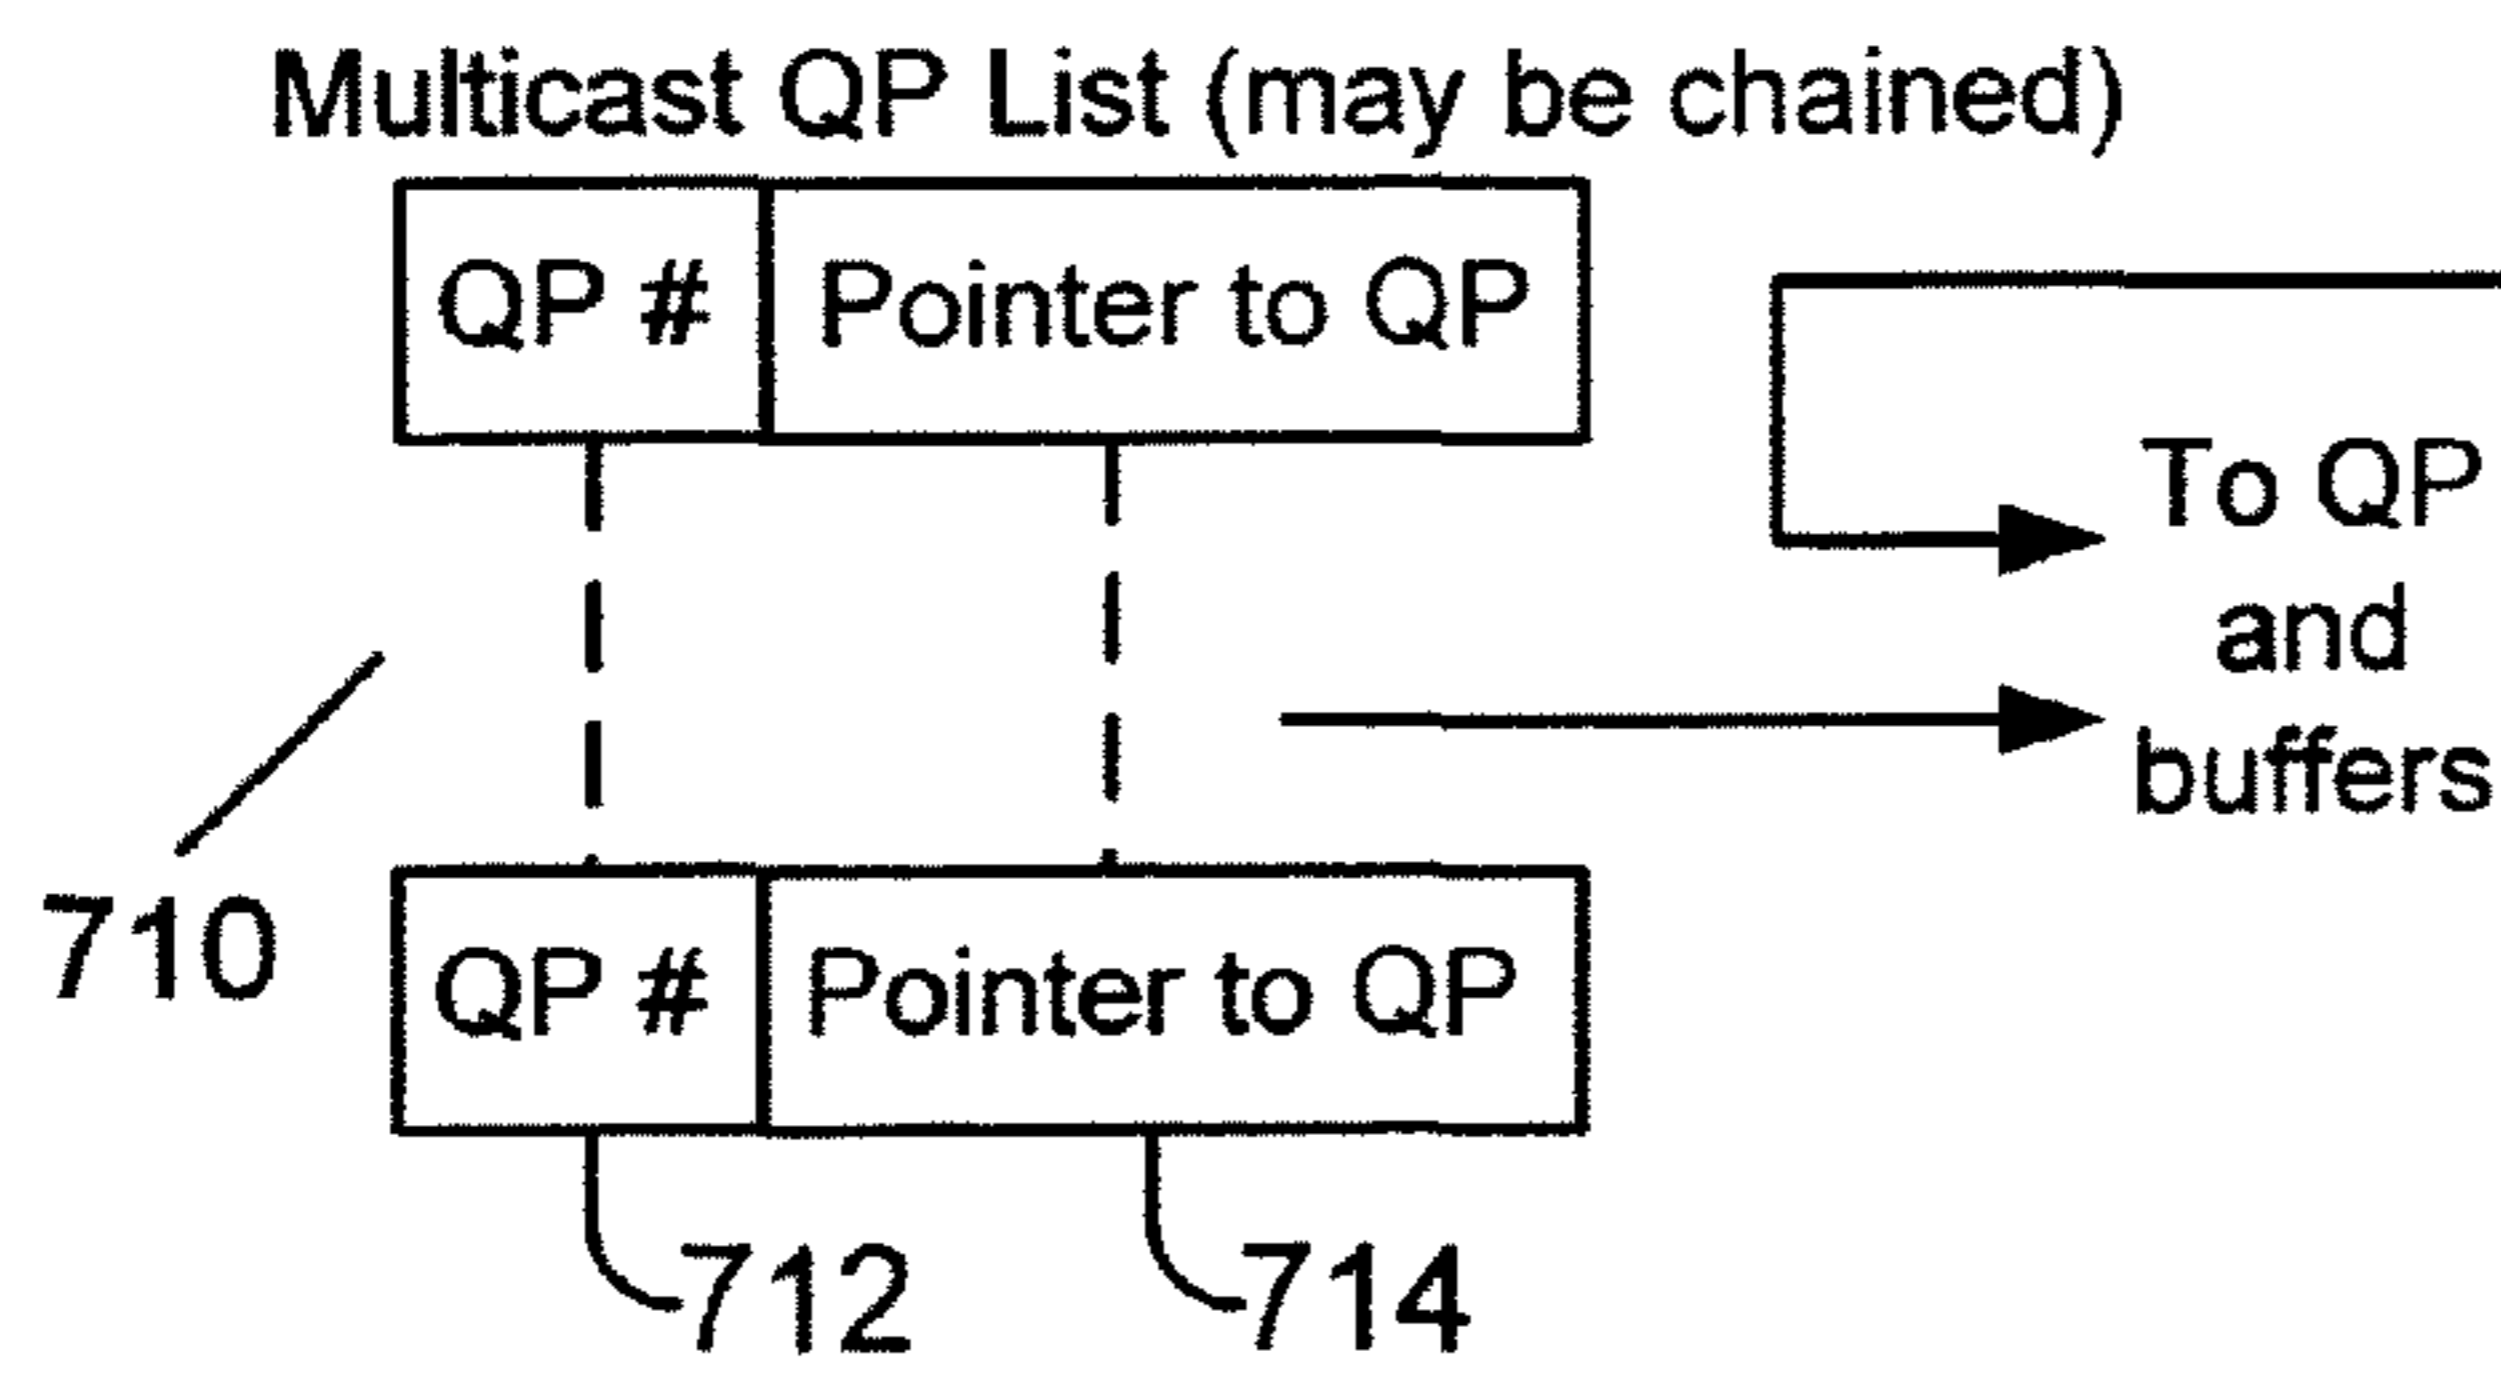 Multicast QP List (may be chained)
QP # Pointer to QP
To QP
and
buffers
710
QP # Pointer to QP
712 714